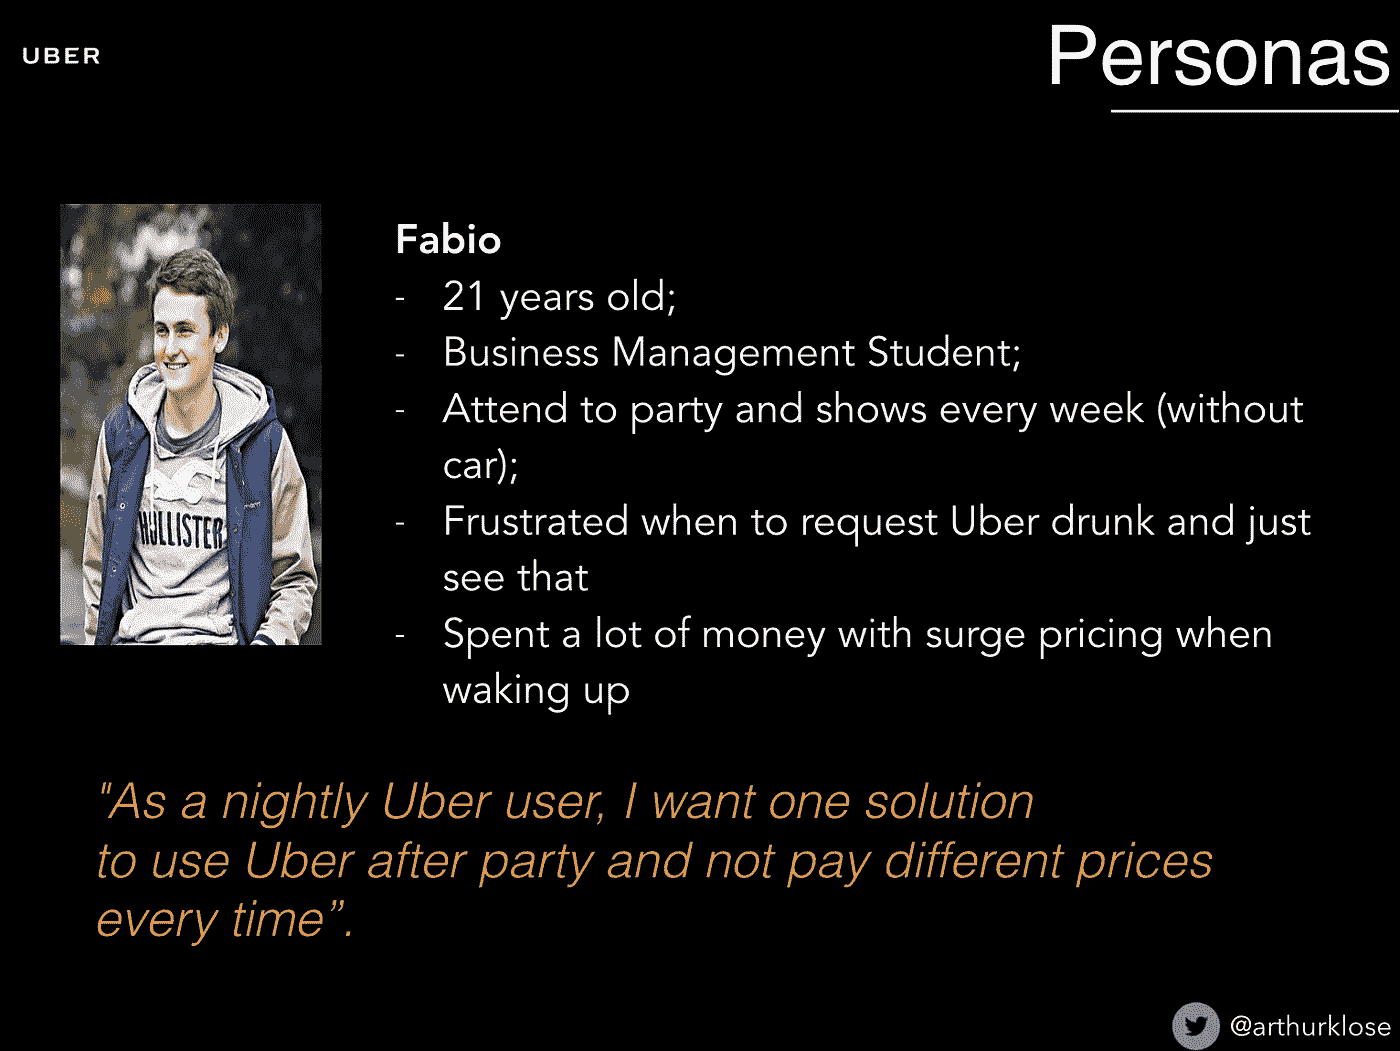 UBER
Personas
Fabio
- 21 years old;
- Business Management Student;
- Attend to party and shows every week (without
car);
- Frustrated when to request Uber drunk and just
see that
- Spent a lot of money with surge pricing when
waking up
HOLLISTER
"As a nightly Uber user, I want one solution
to use Uber after party and not pay different prices
every time”.
@arthurklose